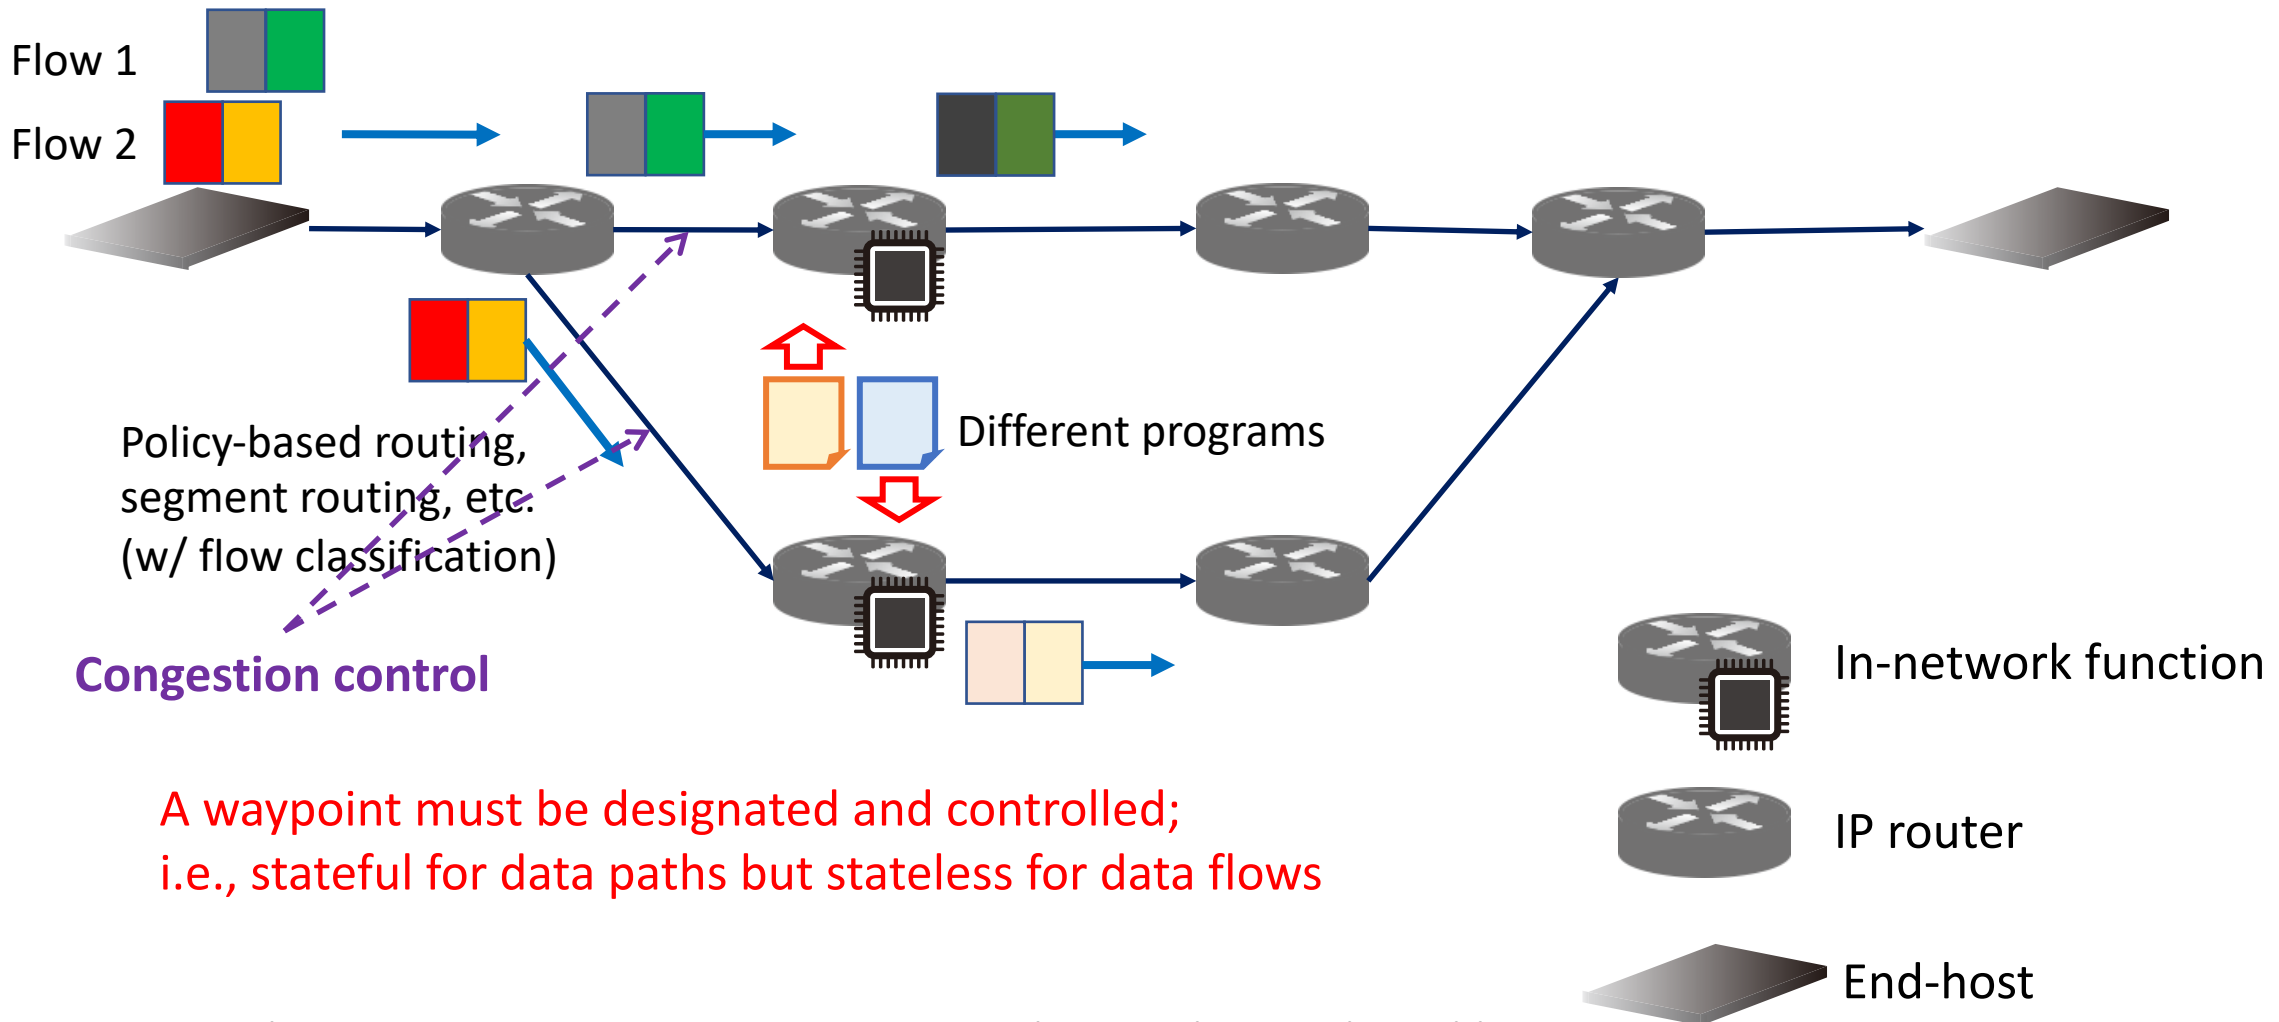 Flow 1
Flow 2
Different programs
Policy-based routing,
segment routing, etc.
(w/ flow classification)
Congestion control
In-network function
A waypoint must be designated and controlled;
i.e., stateful for data paths but stateless for data flows
IP router
End-host